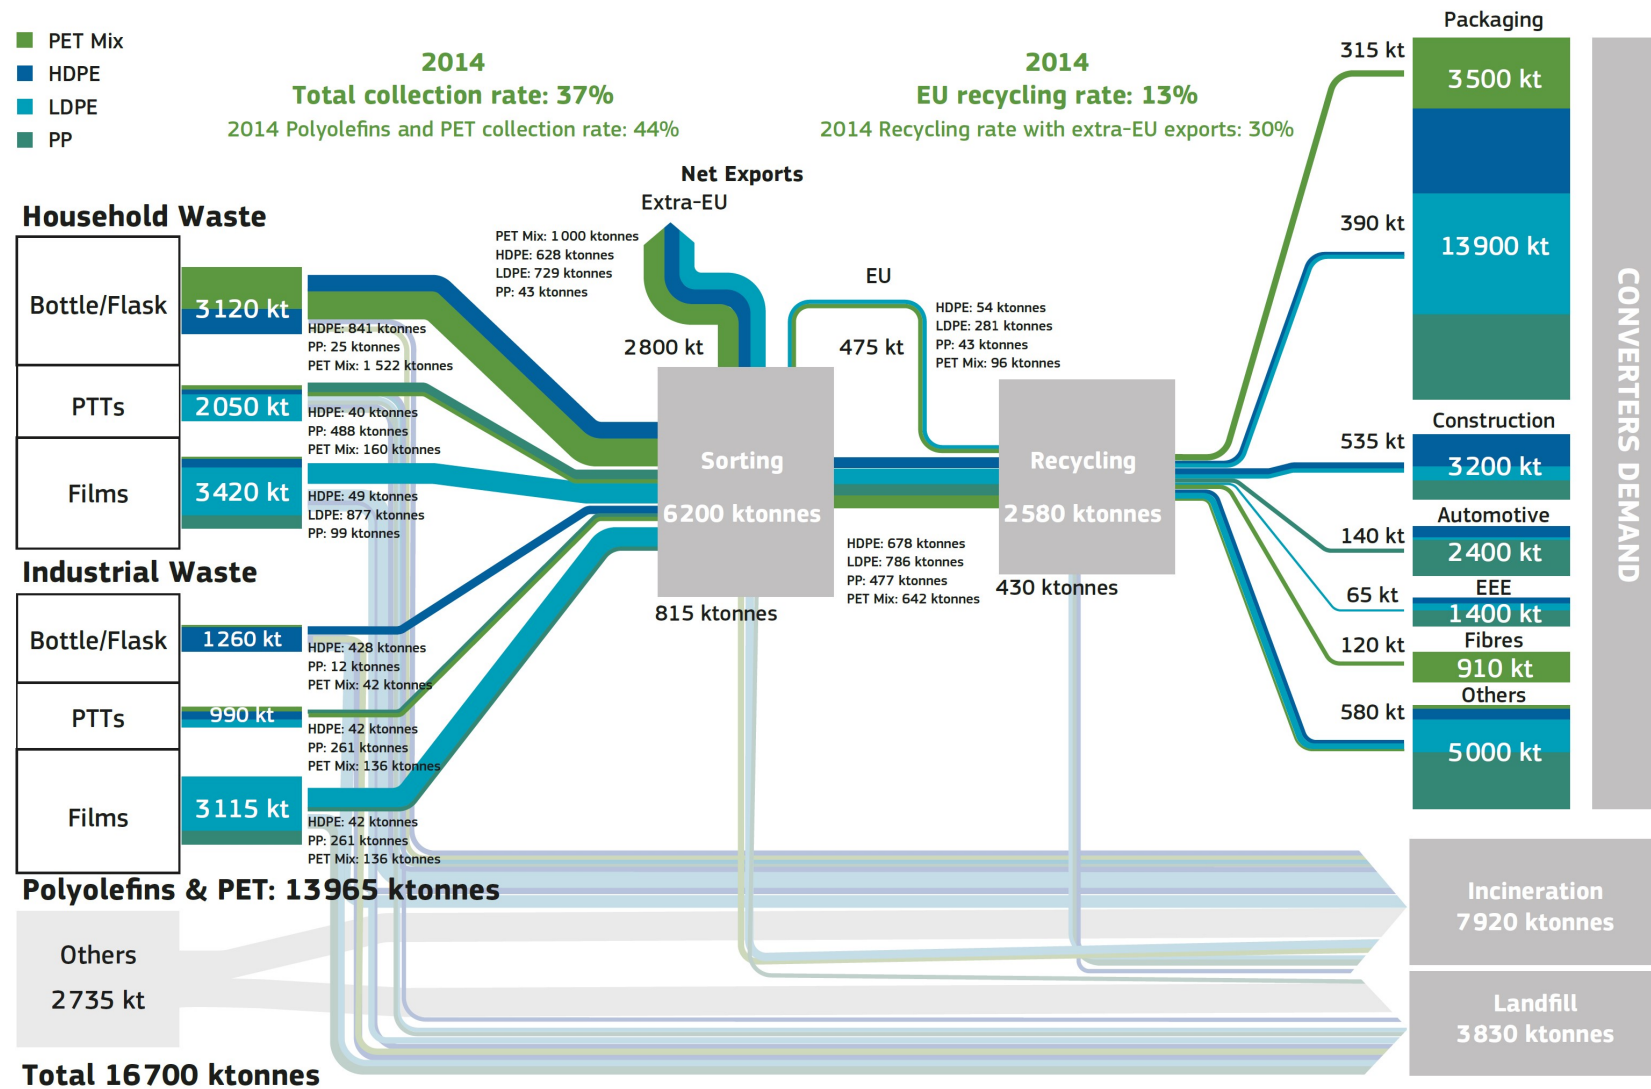 PET Mix
HDPE
LDPE
PP
2014
Total collection rate: 37%
2014 Polyolefins and PET collection rate: 44%
2014
EU recycling rate: 13%
2014 Recycling rate with extra-EU exports: 30%
Net Exports
Extra-EU
PET Mix: 1 000 ktonnes
HDPE: 628 ktonnes
LDPE: 729 ktonnes
PP: 43 ktonnes
2800 kt
EU
475 kt
HDPE: 54 ktonnes
LDPE: 281 ktonnes
PP: 43 ktonnes
PET Mix: 96 ktonnes
Household Waste
Bottle/Flask
3120 kt
HDPE: 841 ktonnes
PP: 25 ktonnes
PET Mix: 1 522 ktonnes
PTTs
2050 kt
HDPE: 40 ktonnes
PP: 488 ktonnes
PET Mix: 160 ktonnes
Films
3420 kt
HDPE: 49 ktonnes
LDPE: 877 ktonnes
PP: 99 ktonnes
Industrial Waste
Bottle/Flask
1260 kt
HDPE: 428 ktonnes
PP: 12 ktonnes
PET Mix: 42 ktonnes
PTTs
990 kt
HDPE: 42 ktonnes
PP: 261 ktonnes
PET Mix: 136 ktonnes
Films
3115 kt
HDPE: 42 ktonnes
PP: 261 ktonnes
PET Mix: 136 ktonnes
Polyolefins & PET: 13965 ktonnes
Others
2735 kt
Total 16700 ktonnes
Sorting
6200 ktonnes
815 ktonnes
Recycling
2580 ktonnes
430 ktonnes
HDPE: 678 ktonnes
LDPE: 786 ktonnes
PP: 477 ktonnes
PET Mix: 642 ktonnes
315 kt
390 kt
535 kt
140 kt
65 kt
120 kt
580 kt
Packaging
3500 kt
13900 kt
Construction
3200 kt
Automotive
2400 kt
EEE
1400 kt
Fibres
910 kt
Others
5000 kt
CONVERTERS DEMAND
Incineration
7920 ktonnes
Landfill
3830 ktonnes